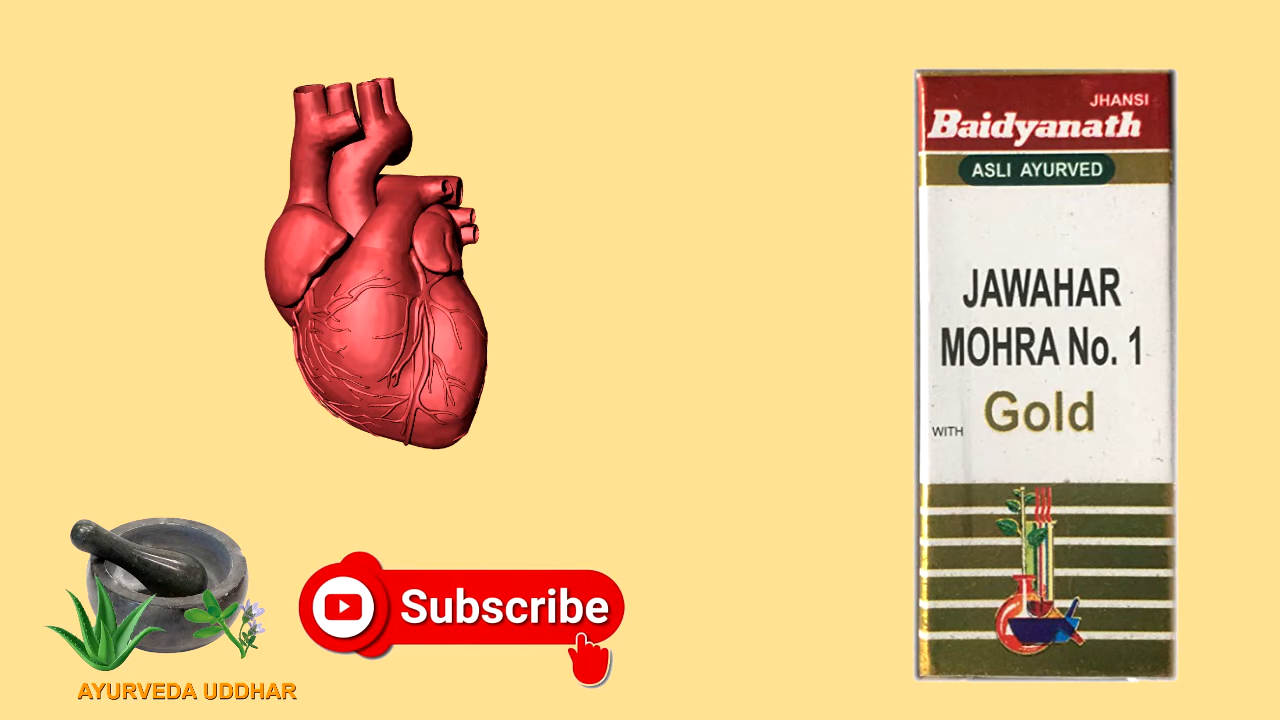 JHANSI
Baidyanath
ASLI AYURVED
JAWAHAR
MOHRA No. 1
WITH Gold
Subscribe
AYURVEDA UDDHAR